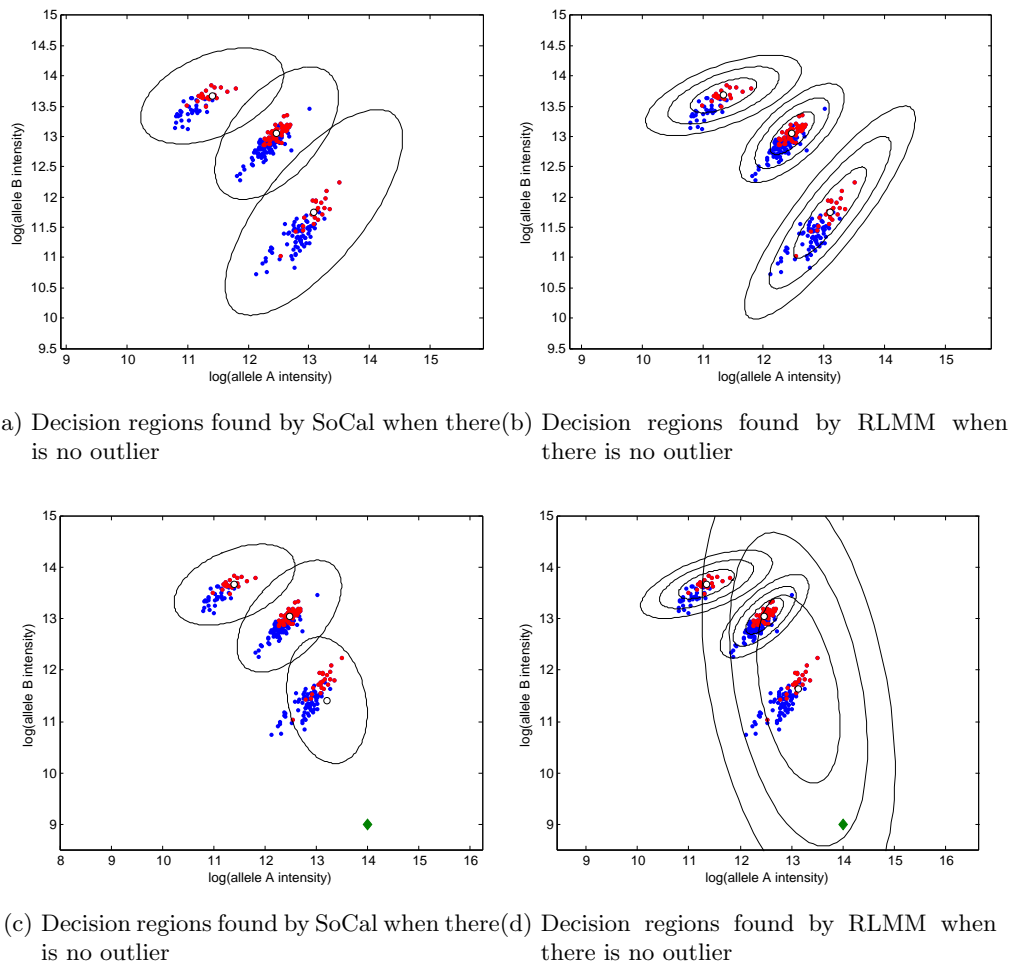 15
14.5
14
13.5
13
12.5
12
11.5
11
10.5
10
9.5
log(allele B intensity)
9 10 11 12 13 14 15
log(allele A intensity)
15
14.5
14
13.5
13
12.5
12
11.5
11
10.5
10
9.5
log(allele B intensity)
9 10 11 12 13 14 15
log(allele A intensity)
a) Decision regions found by SoCal when there
is no outlier
(b) Decision regions found by RLMM when
there is no outlier
15
14
13
12
11
10
9
log(allele B intensity)
8 9 10 11 12 13 14 15 16
log(allele A intensity)
15
14
13
12
11
10
9
log(allele B intensity)
9 10 11 12 13 14 15 16
log(allele A intensity)
(c) Decision regions found by SoCal when there
is no outlier
(d) Decision regions found by RLMM when
there is no outlier